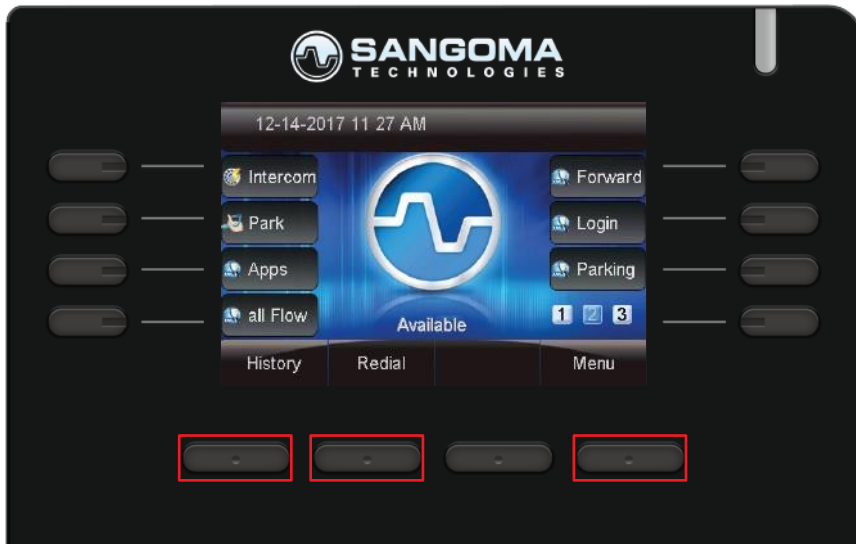 SANGOMA
TECHNOLOGIES
12-14-2017 11 27 AM
Intercom
Forward
Park
Login
Apps
Parking
all Flow
Available
1 2 3
History
Redial
Menu